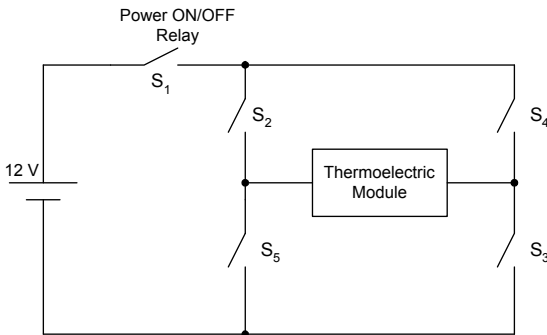 Power ON/OFF
Relay
S1
S2
S4
12 V
Thermoelectric
Module
S5
S3